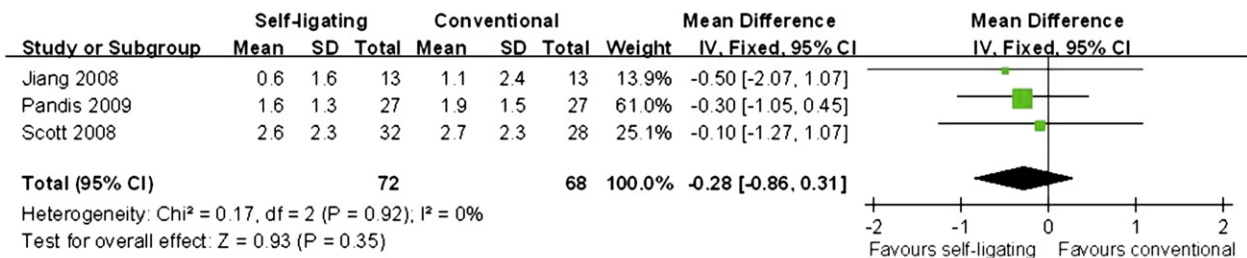 Self-ligating Conventional Mean Difference Mean Difference
Study or Subgroup Mean SD Total Mean SD Total Weight IV, Fixed, 95% CI IV, Fixed, 95% CI
Jiang 2008 0.6 1.6 13 1.1 2.4 13 13.9% -0.50 [-2.07, 1.07]
Pandis 2009 1.6 1.3 27 1.9 1.5 27 61.0% -0.30 [-1.05, 0.45]
Scott 2008 2.6 2.3 32 2.7 2.3 28 25.1% -0.10 [-1.27, 1.07]
Total (95% CI) 72 68 100.0% -0.28 [-0.86, 0.31]
Heterogeneity: Chi² = 0.17, df = 2 (P = 0.92); I² = 0%
Test for overall effect: Z = 0.93 (P = 0.35)
-2 -1 0 1 2
Favours self-ligating Favours conventional